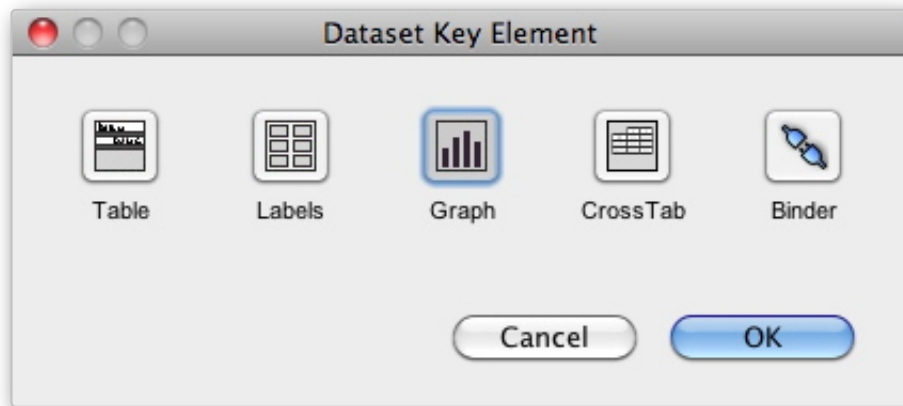 Dataset Key Element
Table Labels Graph CrossTab Binder
Cancel OK